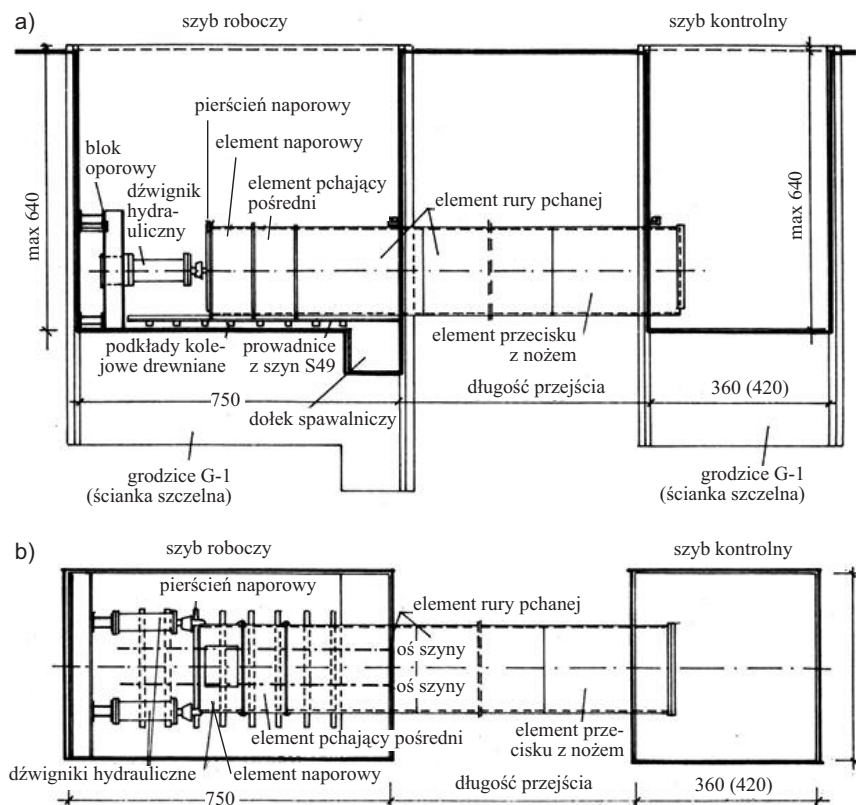 a)
szyb roboczy
szyb kontrolny
pierścień naporowy
element naporowy
blok
oporowy
element pchający
pośredni
dźwignik
hydra-
uliczny
element rury pchanej
max 640
max 640
element przecisku
z nożem
podkłady kole-
jowe drewniane
prowadnice
z szyn S49
750
długość przejścia
360 (420)
dołek spawalniczy
grodzice G-1
(ścianka szczelna)
grodzice G-1
(ścianka szczelna)
b)
szyb roboczy
szyb kontrolny
pierścień naporowy
element rury pchanej
oś szyny
oś szyny
element pchający pośredni
element prze-
cisku z nożem
dźwigniki hydrauliczne
element naporowy
750
długość przejścia
360 (420)